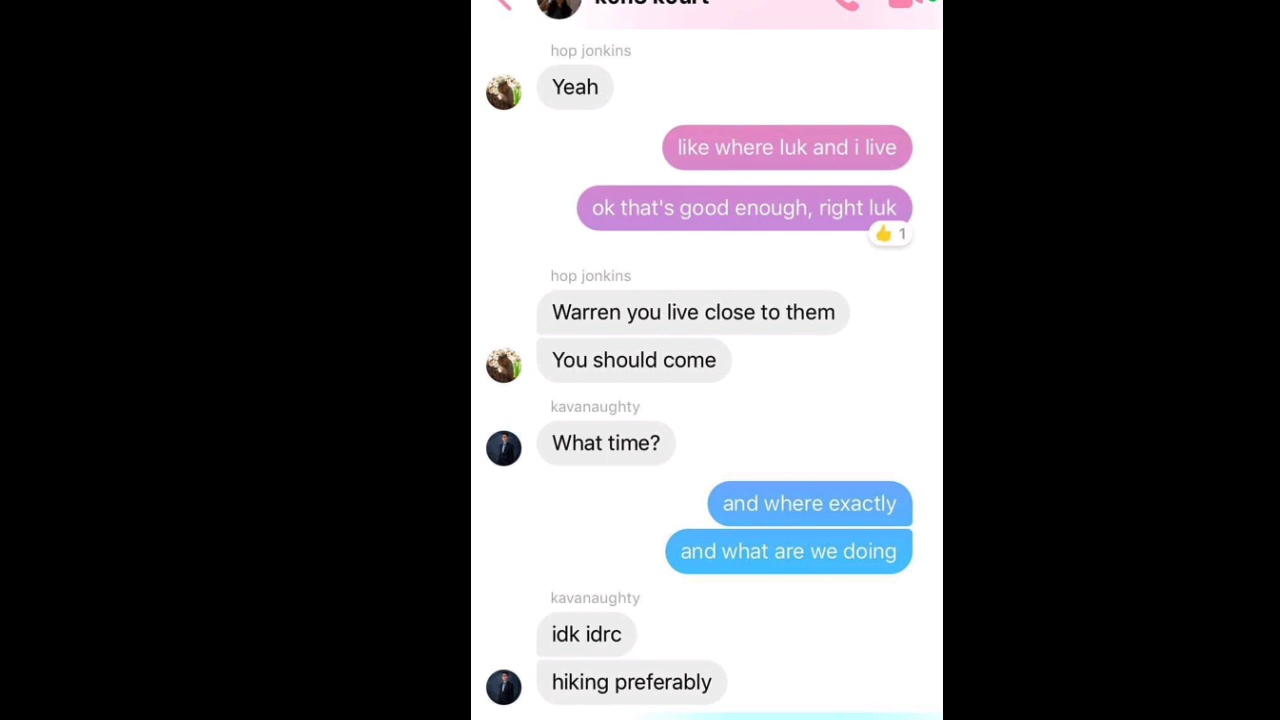 hop jonkins
Yeah
like where luk and i live
ok that's good enough, right luk
1
hop jonkins
Warren you live close to them
You should come
kavanaughty
What time?
and where exactly
and what are we doing
kavanaughty
idk idrc
hiking preferably